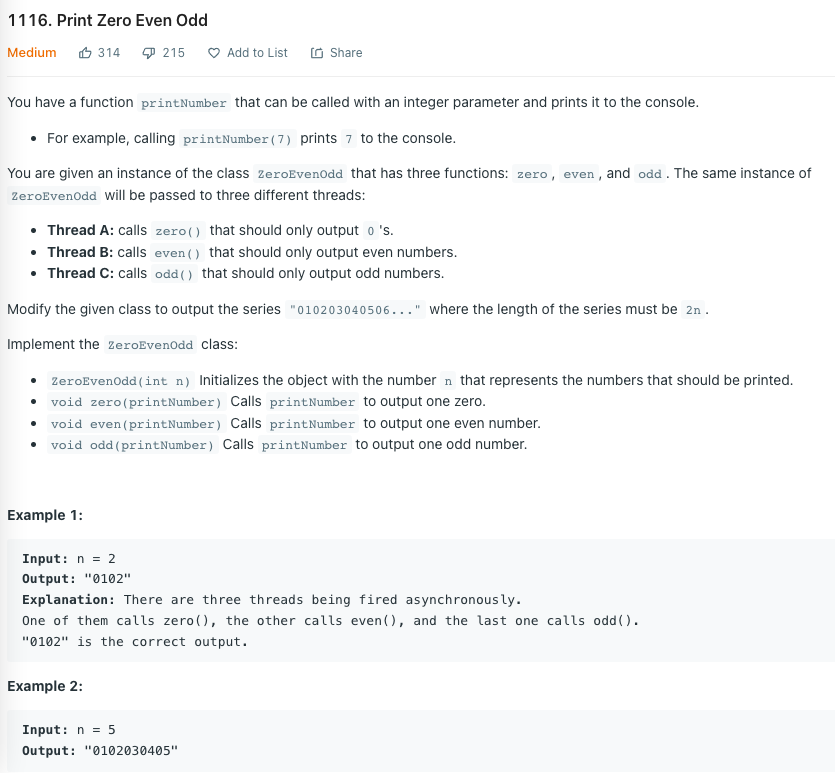 1116. Print Zero Even Odd
Medium 314 215 Add to List Share
You have a function printNumber that can be called with an integer parameter and prints it to the console.
• For example, calling printNumber(7) prints 7 to the console.
You are given an instance of the class ZeroEvenOdd that has three functions: zero, even, and odd. The same instance of
ZeroEvenOdd will be passed to three different threads:
• Thread A: calls zero() that should only output 0 's.
• Thread B: calls even() that should only output even numbers.
• Thread C: calls odd() that should only output odd numbers.
Modify the given class to output the series "010203040506..." where the length of the series must be 2n.
Implement the ZeroEvenOdd class:
• ZeroEvenOdd(int n) Initializes the object with the number n that represents the numbers that should be printed.
• void zero(printNumber) Calls printNumber to output one zero.
• void even(printNumber) Calls printNumber to output one even number.
• void odd(printNumber) Calls printNumber to output one odd number.
Example 1:
Input: n = 2
Output: "0102"
Explanation: There are three threads being fired asynchronously.
One of them calls zero(), the other calls even(), and the last one calls odd().
"0102" is the correct output.
Example 2:
Input: n = 5
Output: "0102030405"